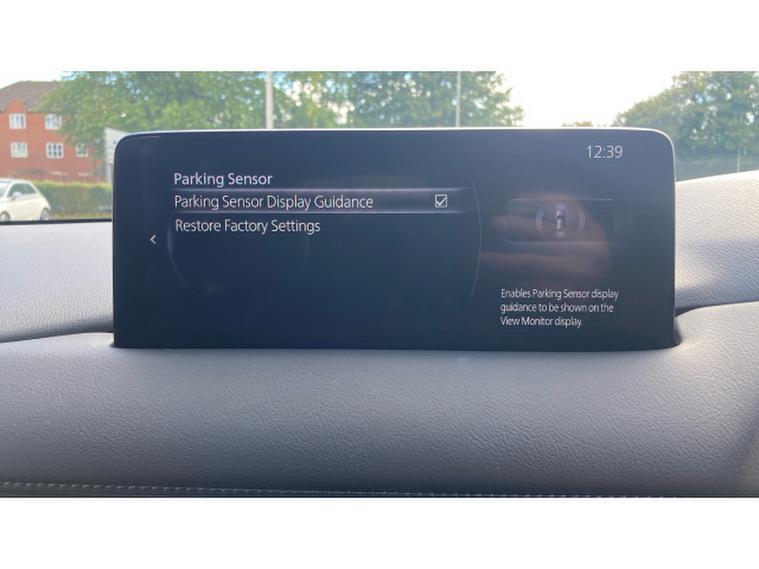 12:39
Parking Sensor
Parking Sensor Display Guidance
Restore Factory Settings
Enables Parking Sensor display
guidance to be shown on the
View Monitor display.